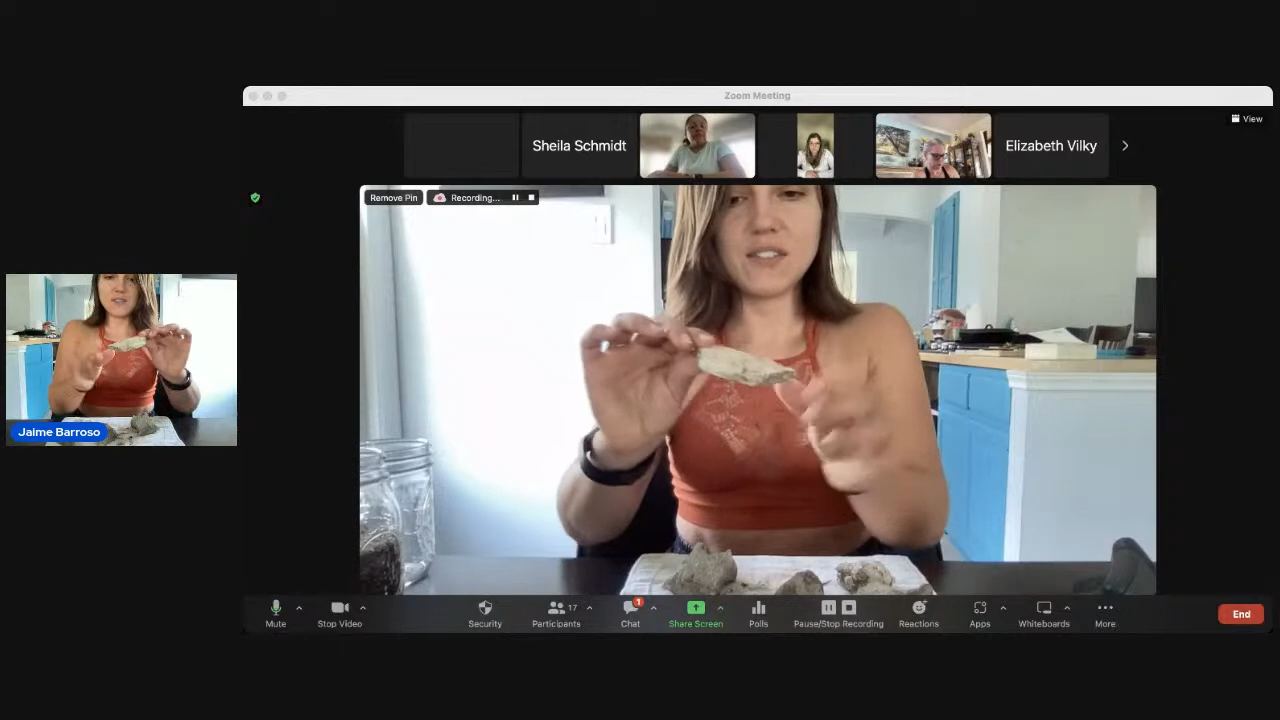 Zoom Meeting
View
Sheila Schmidt
Elizabeth Vilky
Remove Pin
Recording...
Jaime Barroso
Mute
Stop Video
Security
17
Participants
1
Chat
Share Screen
Polls
Pause/Stop Recording
Reactions
Apps
Whiteboards
More
End